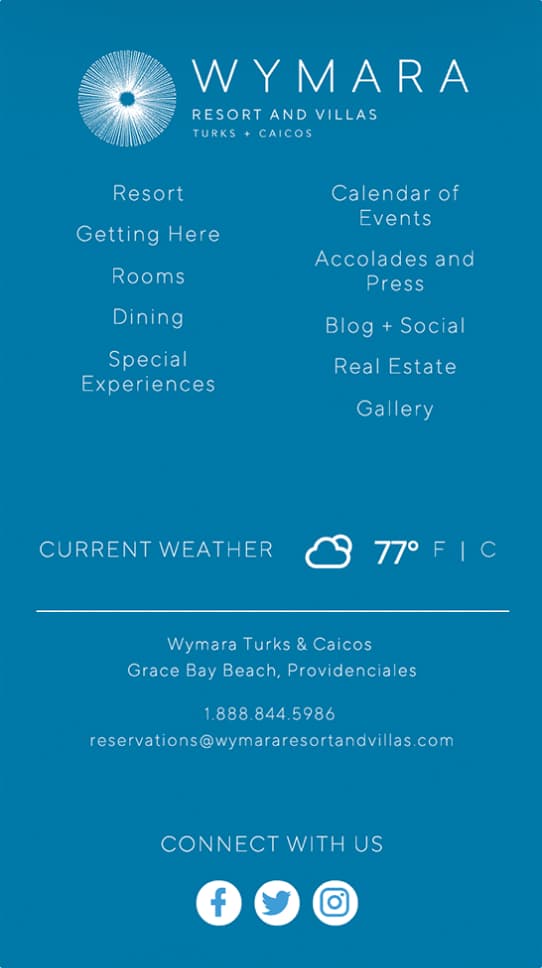 WYMARA
RESORT AND VILLAS
TURKS + CAICOS
Resort
Getting Here
Rooms
Dining
Special
Experiences
Calendar of
Events
Accolades and
Press
Blog + Social
Real Estate
Gallery
CURRENT WEATHER 77° F | C
Wymara Turks & Caicos
Grace Bay Beach, Providenciales
1.888.844.5986
reservations@wymararesortandvillas.com
CONNECT WITH US